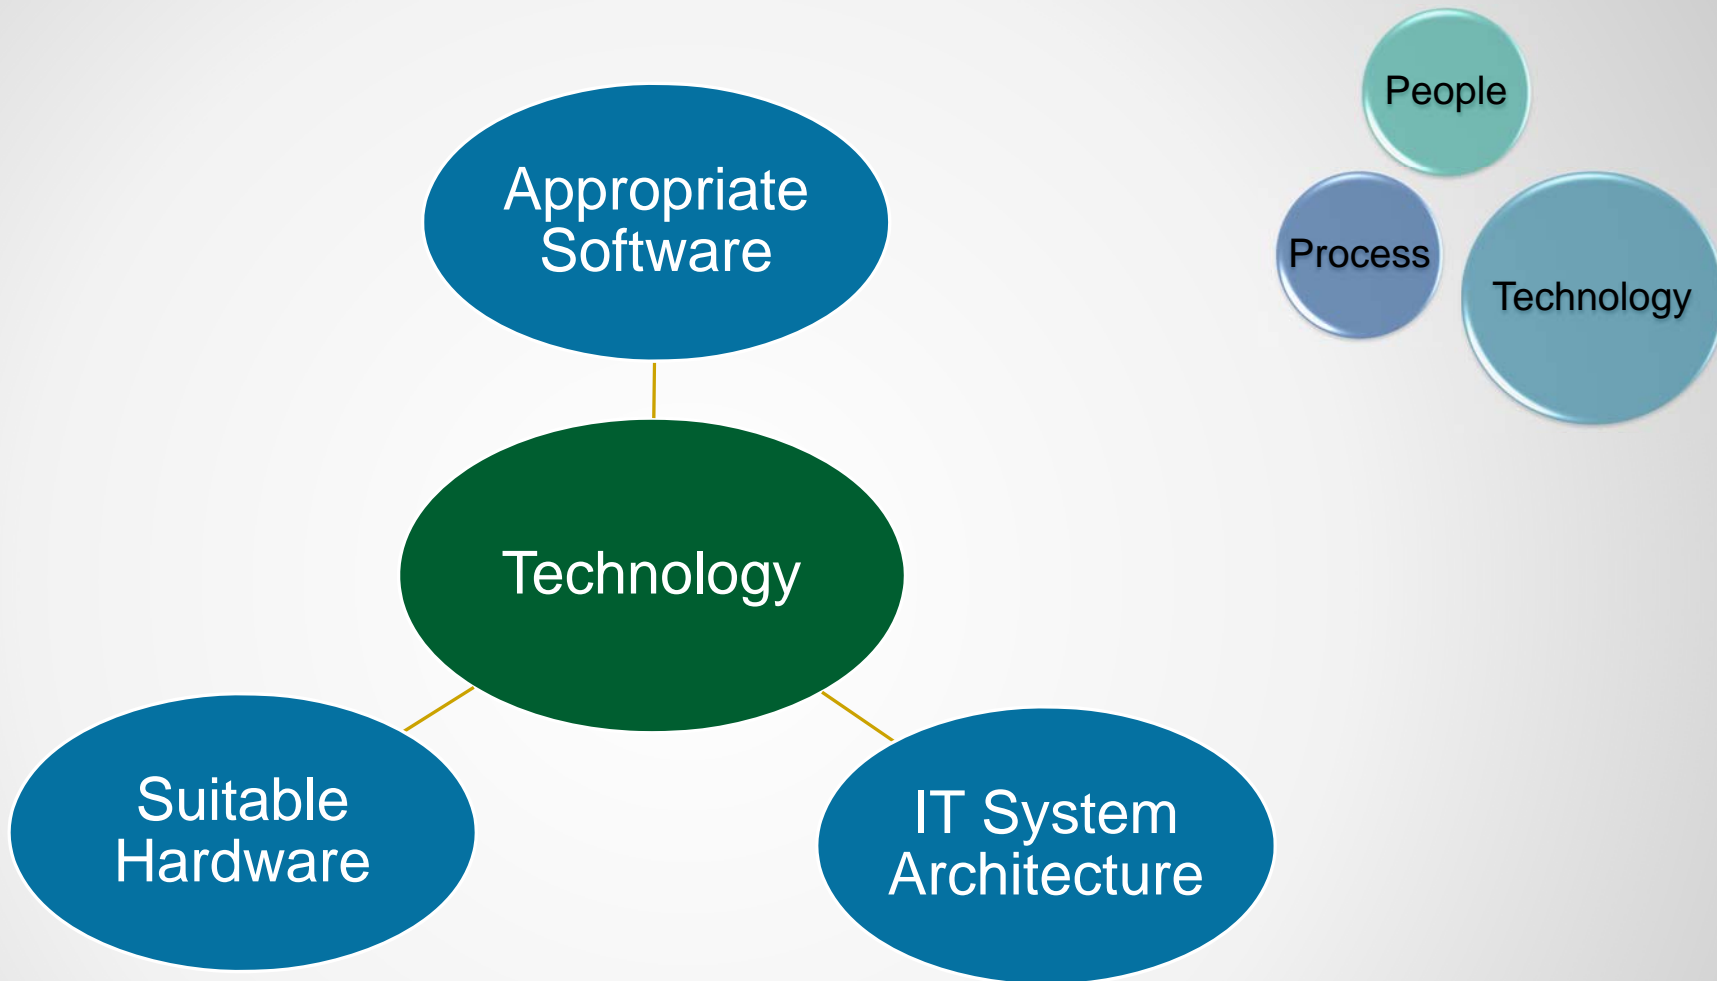 People
Process
Technology
Appropriate
Software
Technology
Suitable
Hardware
IT System
Architecture